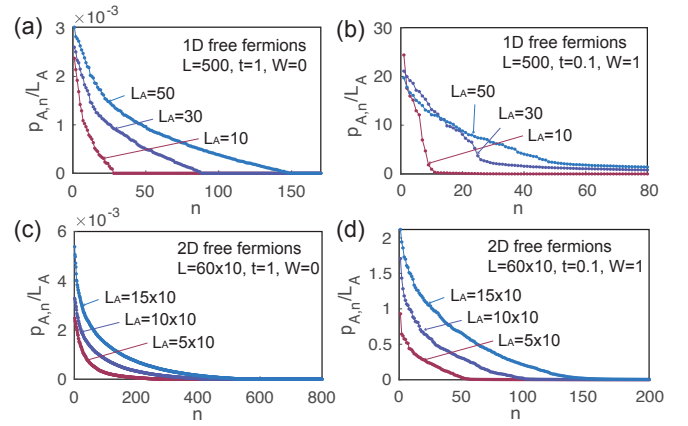 (a)
×10⁻³
3
2
1
0
0
50
100
150
p_A,n/L_A
n
1D free fermions
L=500, t=1, W=0
L_A=50
L_A=30
L_A=10
(b)
30
20
10
0
0
20
40
60
80
p_A,n/L_A
n
1D free fermions
L=500, t=0.1, W=1
L_A=50
L_A=30
L_A=10
(c)
×10⁻³
6
4
2
0
0
200
400
600
800
p_A,n/L_A
n
2D free fermions
L=60x10, t=1, W=0
L_A=15x10
L_A=10x10
L_A=5x10
(d)
2
1.5
1
0.5
0
0
50
100
150
200
p_A,n/L_A
n
2D free fermions
L=60x10, t=0.1, W=1
L_A=15x10
L_A=10x10
L_A=5x10